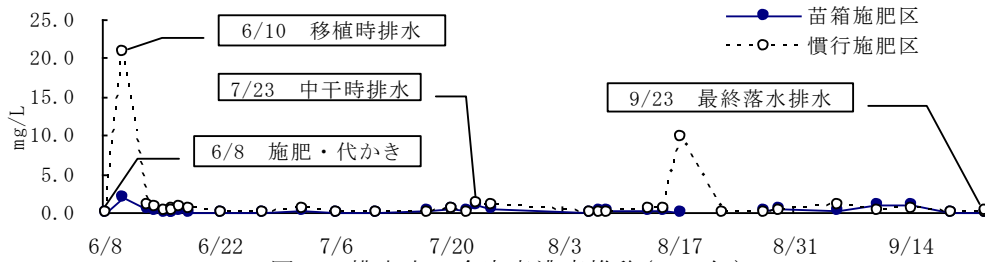 25.0
20.0
15.0
10.0
5.0
0.0
mg/L
6/10 移植時排水
7/23 中干時排水
6/8 施肥・代かき
9/23 最終落水排水
苗箱施肥区
慣行施肥区
6/8
6/22
7/6
7/20
8/3
8/17
8/31
9/14